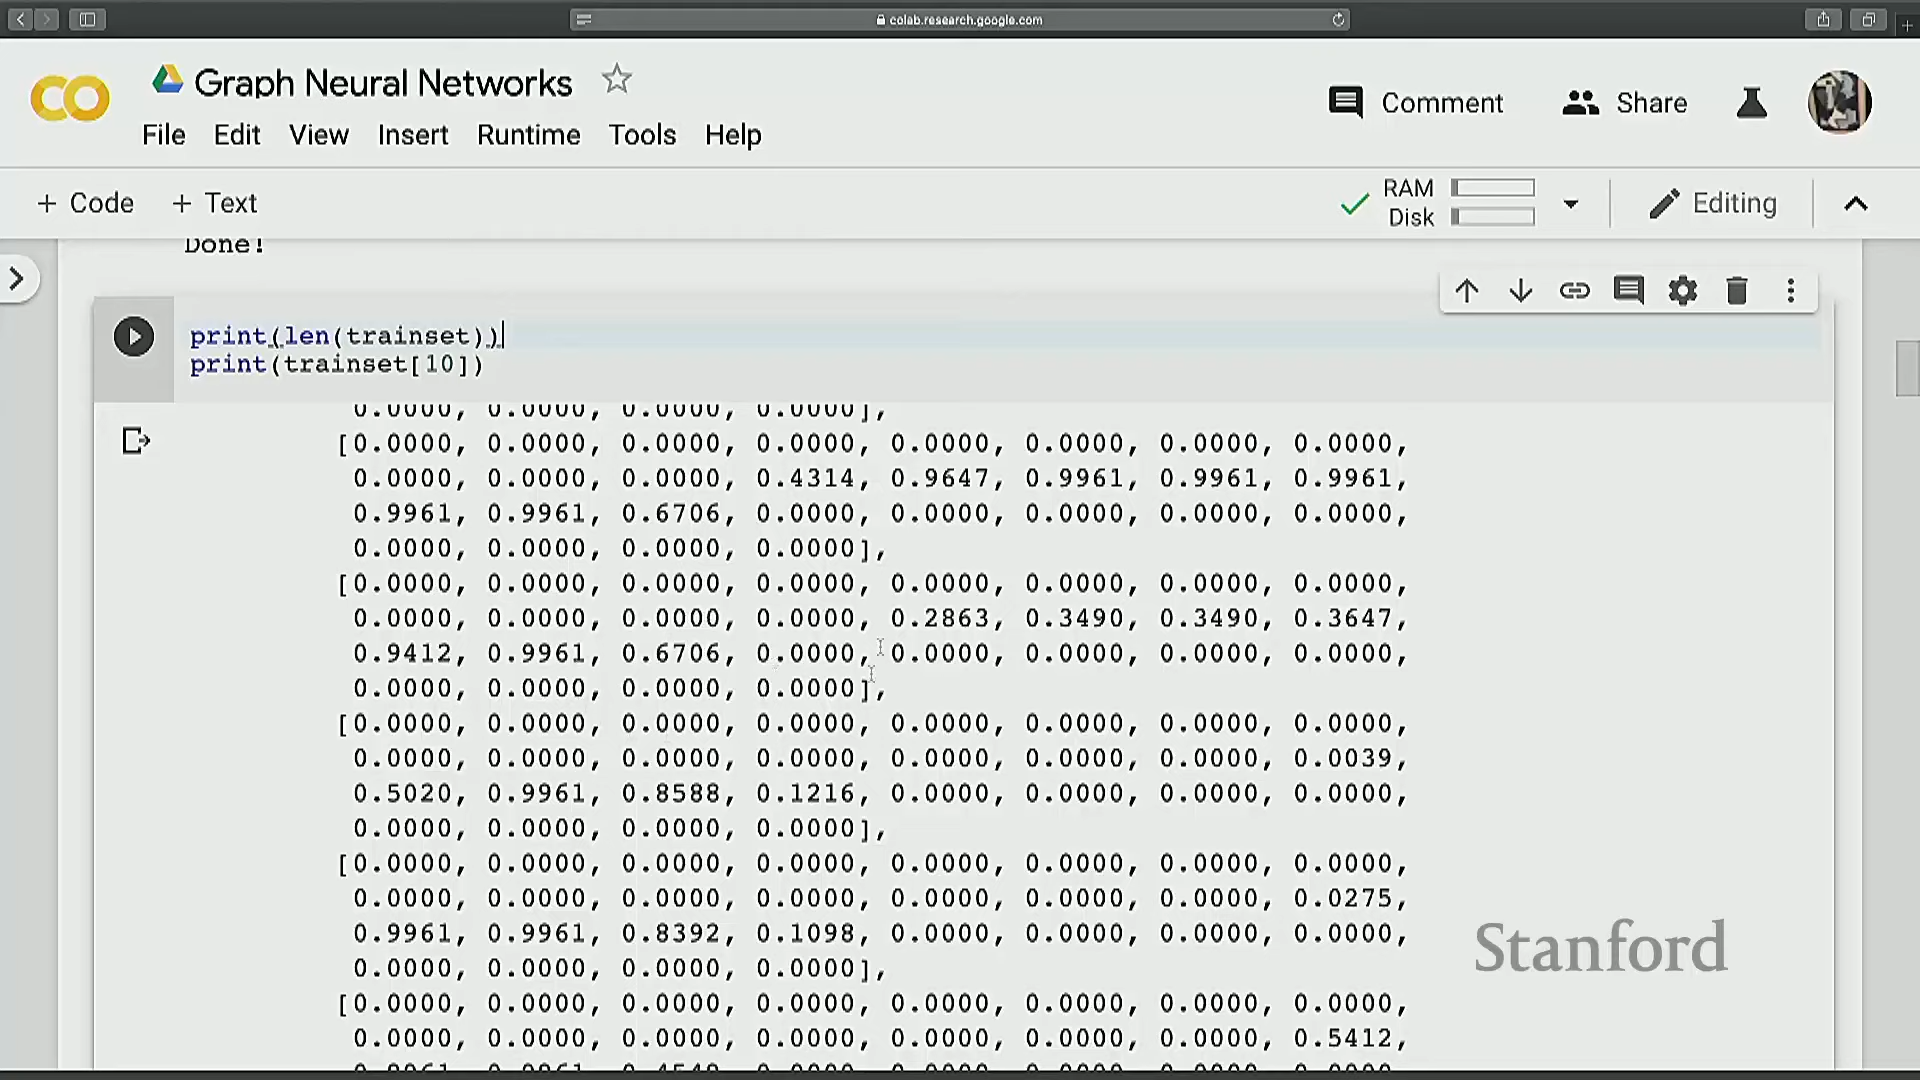 colab.research.google.com
CO
Graph Neural Networks
Comment
Share
File Edit View Insert Runtime Tools Help
+ Code + Text
RAM
Disk
Editing
Done!
print(len(trainset))
print(trainset[10])
0.0000, 0.0000, 0.0000, 0.0000],
[0.0000, 0.0000, 0.0000, 0.0000, 0.0000, 0.0000, 0.0000, 0.0000,
0.0000, 0.0000, 0.0000, 0.4314, 0.9647, 0.9961, 0.9961, 0.9961,
0.9961, 0.9961, 0.6706, 0.0000, 0.0000, 0.0000, 0.0000, 0.0000,
0.0000, 0.0000, 0.0000, 0.0000],
[0.0000, 0.0000, 0.0000, 0.0000, 0.0000, 0.0000, 0.0000, 0.0000,
0.0000, 0.0000, 0.0000, 0.0000, 0.2863, 0.3490, 0.3490, 0.3647,
0.9412, 0.9961, 0.6706, 0.0000, 0.0000, 0.0000, 0.0000, 0.0000,
0.0000, 0.0000, 0.0000, 0.0000],
[0.0000, 0.0000, 0.0000, 0.0000, 0.0000, 0.0000, 0.0000, 0.0000,
0.0000, 0.0000, 0.0000, 0.0000, 0.0000, 0.0000, 0.0000, 0.0039,
0.5020, 0.9961, 0.8588, 0.1216, 0.0000, 0.0000, 0.0000, 0.0000,
0.0000, 0.0000, 0.0000, 0.0000],
[0.0000, 0.0000, 0.0000, 0.0000, 0.0000, 0.0000, 0.0000, 0.0000,
0.0000, 0.0000, 0.0000, 0.0000, 0.0000, 0.0000, 0.0000, 0.0275,
0.9961, 0.9961, 0.8392, 0.1098, 0.0000, 0.0000, 0.0000, 0.0000,
0.0000, 0.0000, 0.0000, 0.0000],
[0.0000, 0.0000, 0.0000, 0.0000, 0.0000, 0.0000, 0.0000, 0.0000,
0.0000, 0.0000, 0.0000, 0.0000, 0.0000, 0.0000, 0.0000, 0.5412,
Stanford